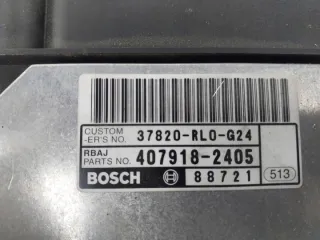 CUSTOM -ER'S NO. 37820-RL0-G24
RBAJ PARTS NO. 407918-2405
BOSCH 88721 513